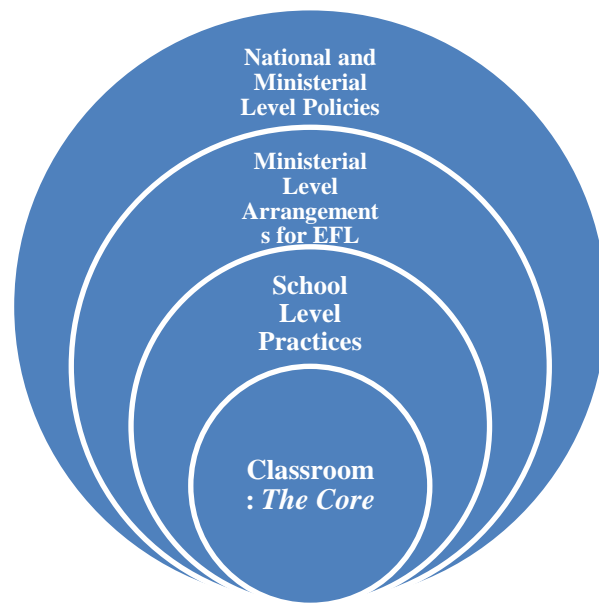 National and
Ministerial
Level Policies
Ministerial
Level
Arrangement
s for EFL
School
Level
Practices
Classroom
: The Core